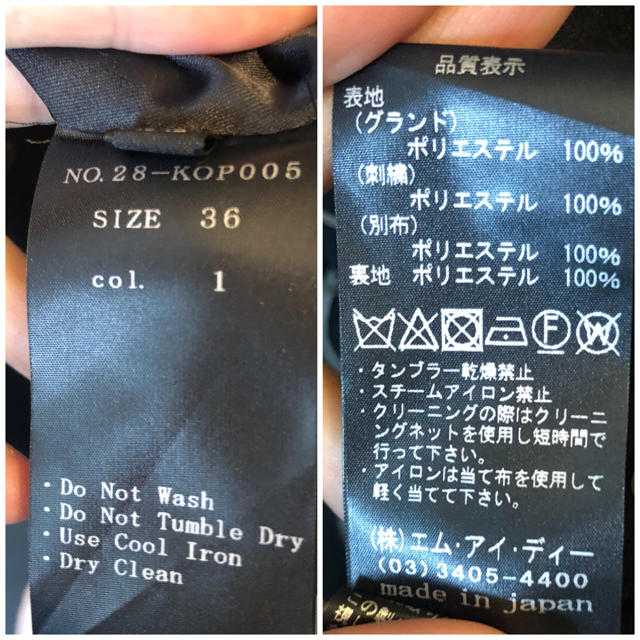 NO. 28-KOP005
SIZE 36
col. 1
・Do Not Wash
・Do Not Tumble Dry
・Use Cool Iron
・Dry Clean
品質表示
表地
(グランド)
ポリエステル 100%
(刺繍)
ポリエステル 100%
(別布)
ポリエステル 100%
裏地 ポリエステル 100%
F W
・タンブラー乾燥禁止
・スチームアイロン禁止
・クリーニングの際はクリーニ
ングネットを使用し短時間で
行って下さい。
・アイロンは当て布を使用して
軽く当てて下さい。
(株)エム・アイ・ディー
(03)3405-4400
made in japan